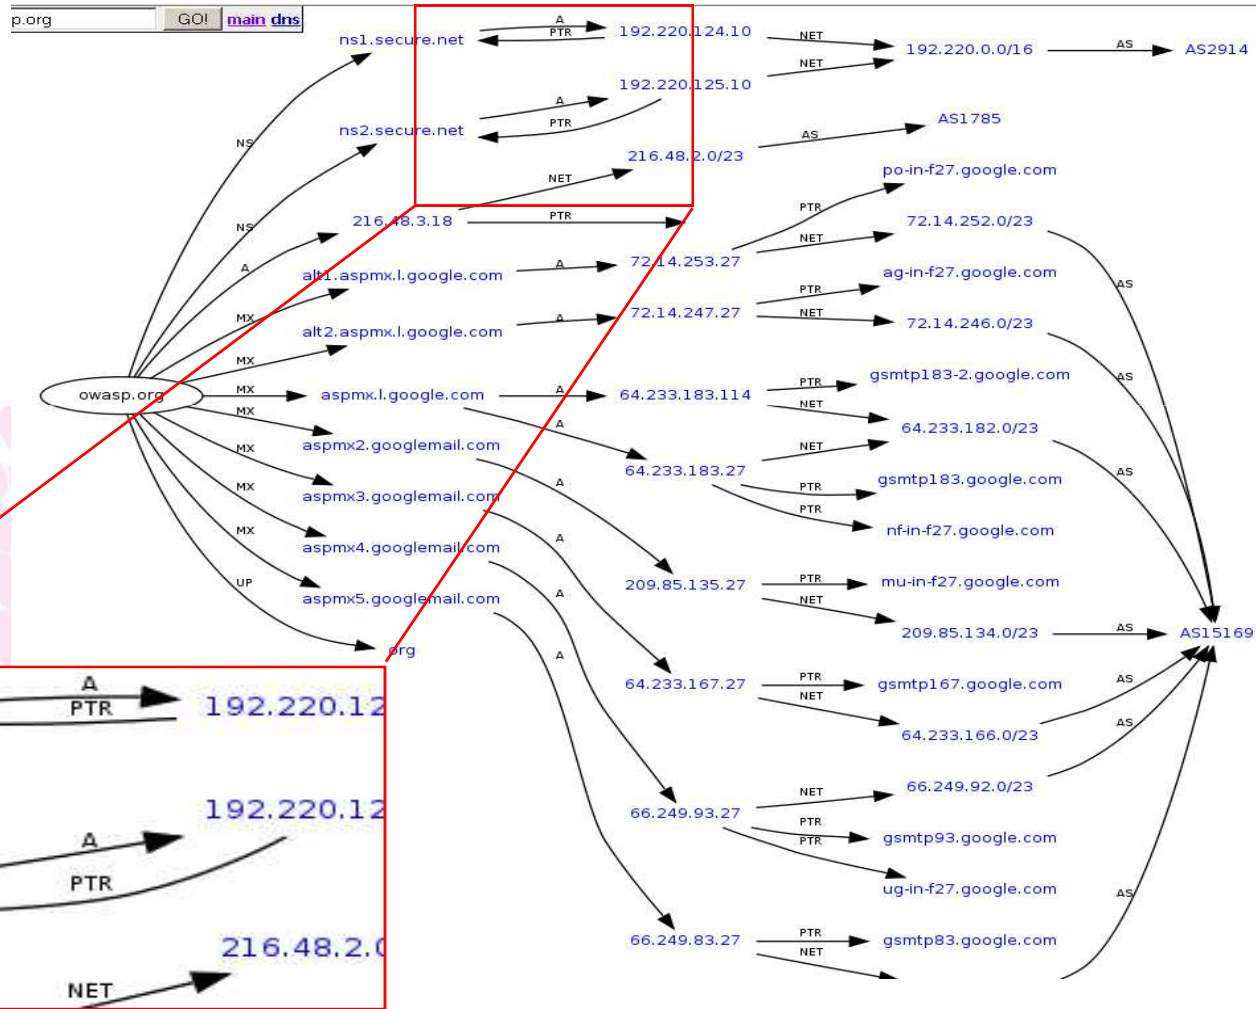 p.org GO! main dns
ns1.secure.net
A
PTR
192.220.124.10
NET
192.220.0.0/16
AS
AS2914
192.220.125.10
NET
NS
ns2.secure.net
A
PTR
AS1785
AS
216.48.2.0/23
NET
po-in-f27.google.com
PTR
NS
216.48.3.18
PTR
72.14.252.0/23
NET
A
alt1.aspmx.l.google.com
A
72.14.253.27
ag-in-f27.google.com
PTR
AS
MX
alt2.aspmx.l.google.com
A
72.14.247.27
NET
72.14.246.0/23
MX
owasp.org
MX
aspmx.l.google.com
A
64.233.183.114
PTR
gsmtp183-2.google.com
AS
NET
MX
aspmx2.googlemail.com
A
64.233.182.0/23
NET
MX
64.233.183.27
PTR
gsmtp183.google.com
AS
MX
aspmx3.googlemail.com
A
PTR
nf-in-f27.google.com
MX
aspmx4.googlemail.com
A
UP
aspmx5.googlemail.com
A
209.85.135.27
PTR
mu-in-f27.google.com
NET
209.85.134.0/23
AS
AS15169
org
A
64.233.167.27
PTR
gsmtp167.google.com
AS
NET
64.233.166.0/23
AS
66.249.92.0/23
NET
66.249.93.27
PTR
gsmtp93.google.com
PTR
ug-in-f27.google.com
AS
66.249.83.27
PTR
gsmtp83.google.com
NET
A
PTR
192.220.12
192.220.12
A
PTR
216.48.2.0
NET